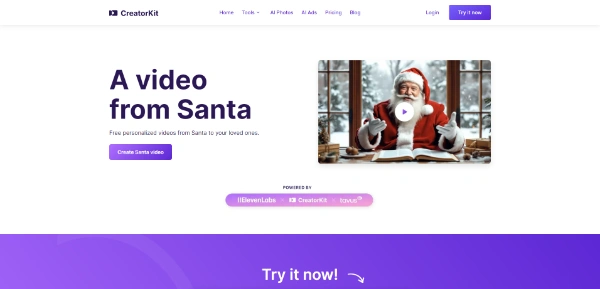 CreatorKit
Home Tools AI Photos AI Ads Pricing Blog
Login
Try it now
A video
from Santa
Free personalized videos from Santa to your loved ones.
Create Santa video
POWERED BY
IIElevenLabs CreatorKit tavus
Try it now!